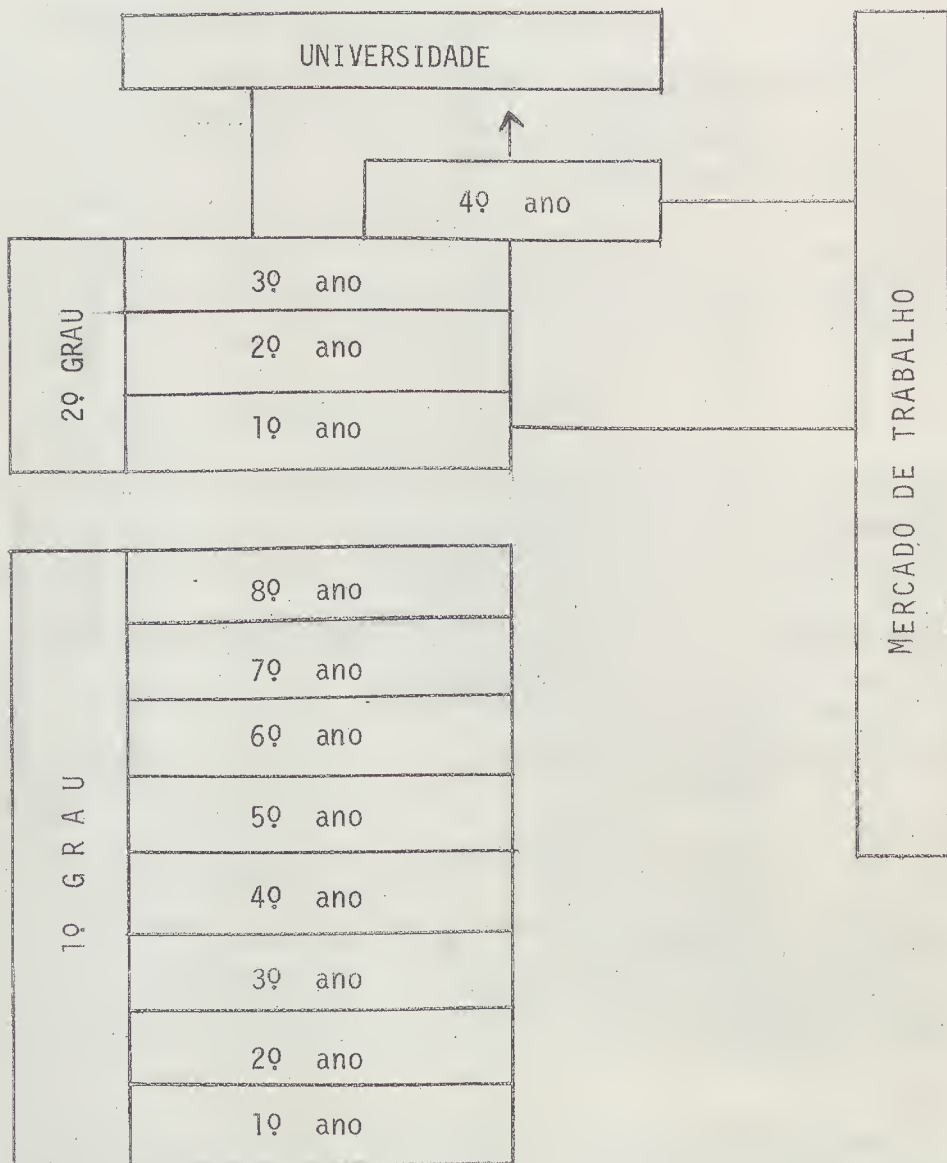 UNIVERSIDADE
4º ano
3º ano
2º ano
1º ano
2º GRAU
MERCADO DE TRABALHO
8º ano
7º ano
6º ano
5º ano
4º ano
3º ano
2º ano
1º ano
1º GRAU